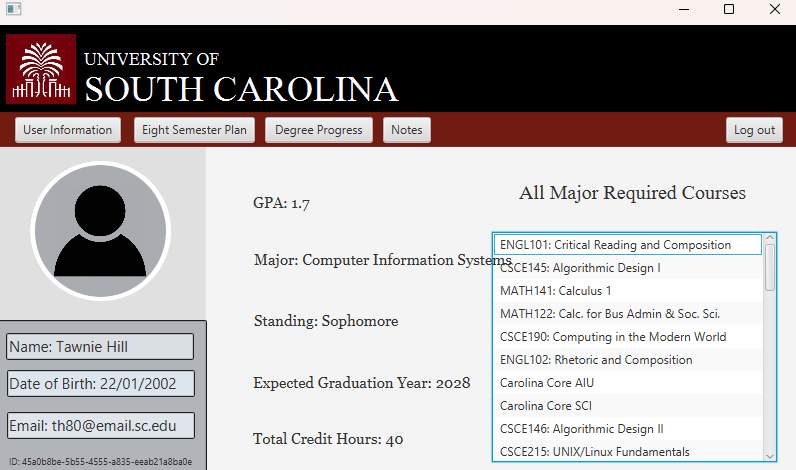 UNIVERSITY OF
SOUTH CAROLINA
User Information
Eight Semester Plan
Degree Progress
Notes
Log out
Name: Tawnie Hill
Date of Birth: 22/01/2002
Email: th80@email.sc.edu
ID: 45a0b8be-5b55-4555-a835-eeab21a8ba0e
GPA: 1.7
Major: Computer Information Systems
Standing: Sophomore
Expected Graduation Year: 2028
Total Credit Hours: 40
All Major Required Courses
ENGL101: Critical Reading and Composition
CSCE145: Algorithmic Design I
MATH141: Calculus 1
MATH122: Calc. for Bus Admin & Soc. Sci.
CSCE190: Computing in the Modern World
ENGL102: Rhetoric and Composition
Carolina Core AIU
Carolina Core SCI
CSCE146: Algorithmic Design II
CSCE215: UNIX/Linux Fundamentals